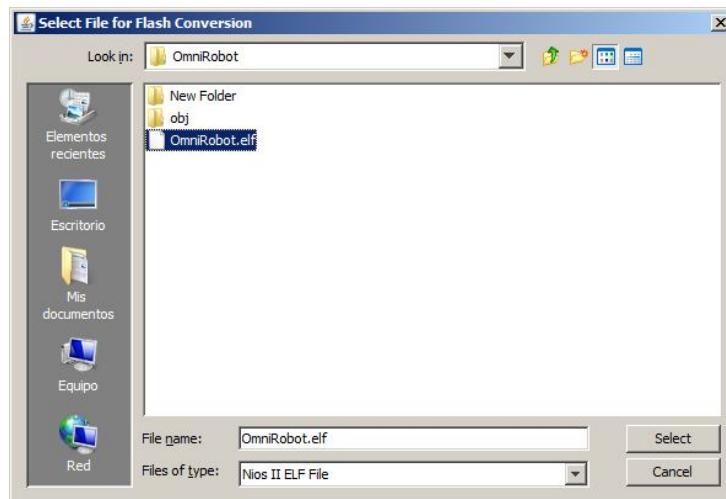 Select File for Flash Conversion
Look in:
OmniRobot
New Folder
obj
OmniRobot.elf
Elementos
recientes
Escritorio
Mis
documentos
Equipo
Red
File name:
OmniRobot.elf
Select
Files of type:
Nios II ELF File
Cancel